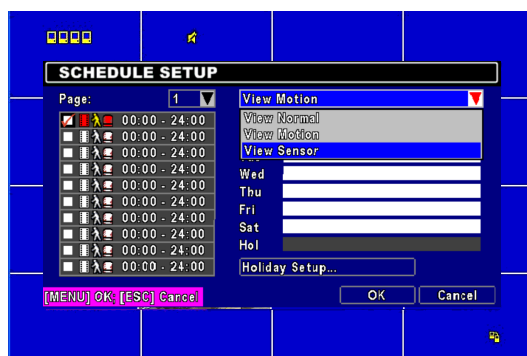 SCHEDULE SETUP
Page: 1 View Motion
00:00 - 24:00 View Normal
00:00 - 24:00 View Motion
00:00 - 24:00 View Sensor
00:00 - 24:00 Wed
00:00 - 24:00 Thu
00:00 - 24:00 Fri
00:00 - 24:00 Sat
00:00 - 24:00 Hol
00:00 - 24:00 Holiday Setup...
[MENU] OK; [ESC] Cancel OK Cancel